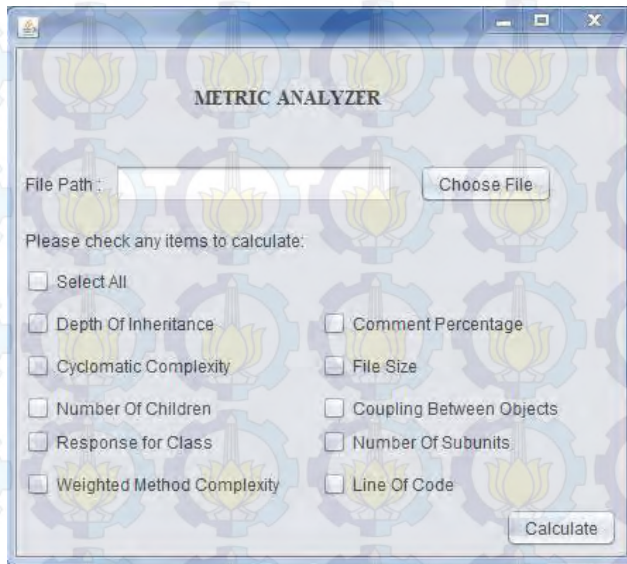 METRIC ANALYZER
File Path :
Choose File
Please check any items to calculate:
Select All
Depth Of Inheritance
Comment Percentage
Cyclomatic Complexity
File Size
Number Of Children
Coupling Between Objects
Response for Class
Number Of Subunits
Weighted Method Complexity
Line Of Code
Calculate